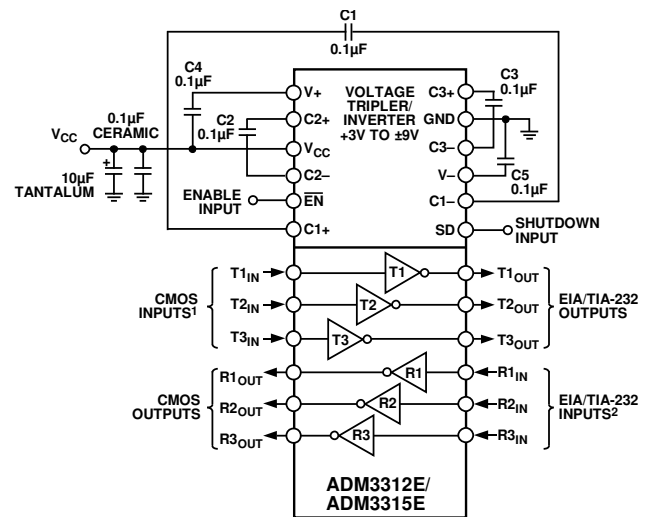 C1
0.1µF
C4
0.1µF
V+
VOLTAGE
TRIPLER/
INVERTER
+3V TO ±9V
C3+
C3
0.1µF
0.1µF
CERAMIC
C2
0.1µF
C2+
GND
VCC
VCC
C3–
+
10µF
TANTALUM
C2–
V–
C5
0.1µF
ENABLE
INPUT
EN
C1–
C1+
SD
SHUTDOWN
INPUT
CMOS
INPUTS1
T1IN
T1
T1OUT
T2IN
T2
T2OUT
T3IN
T3
T3OUT
EIA/TIA-232
OUTPUTS
CMOS
OUTPUTS
R1OUT
R1
R1IN
R2OUT
R2
R2IN
R3OUT
R3
R3IN
EIA/TIA-232
INPUTS2
ADM3312E/
ADM3315E